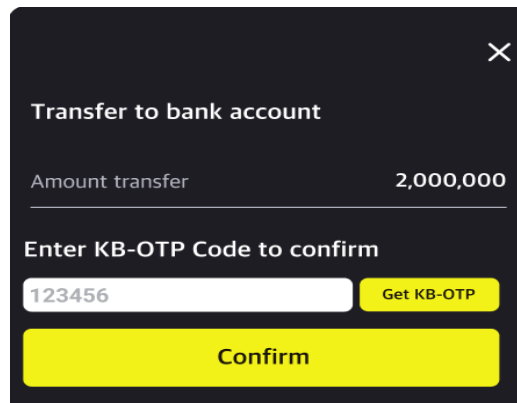 Transfer to bank account
Amount transfer 2,000,000
Enter KB-OTP Code to confirm
123456 Get KB-OTP
Confirm